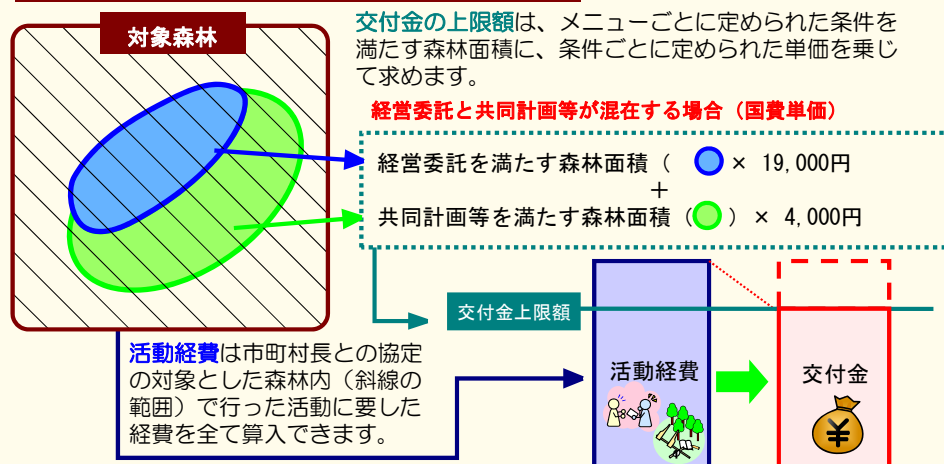 対象森林
交付金の上限額は、メニューごとに定められた条件を
満たす森林面積に、条件ごとに定められた単価を乗じ
て求めます。
経営委託と共同計画等が混在する場合（国費単価）
経営委託を満たす森林面積（　× 19,000円
＋
共同計画等を満たす森林面積（　）× 4,000円
交付金上限額
活動経費は市町村長との協定
の対象とした森林内（斜線の
範囲）で行った活動に要した
経費を全て算入できます。
活動経費
交付金
¥